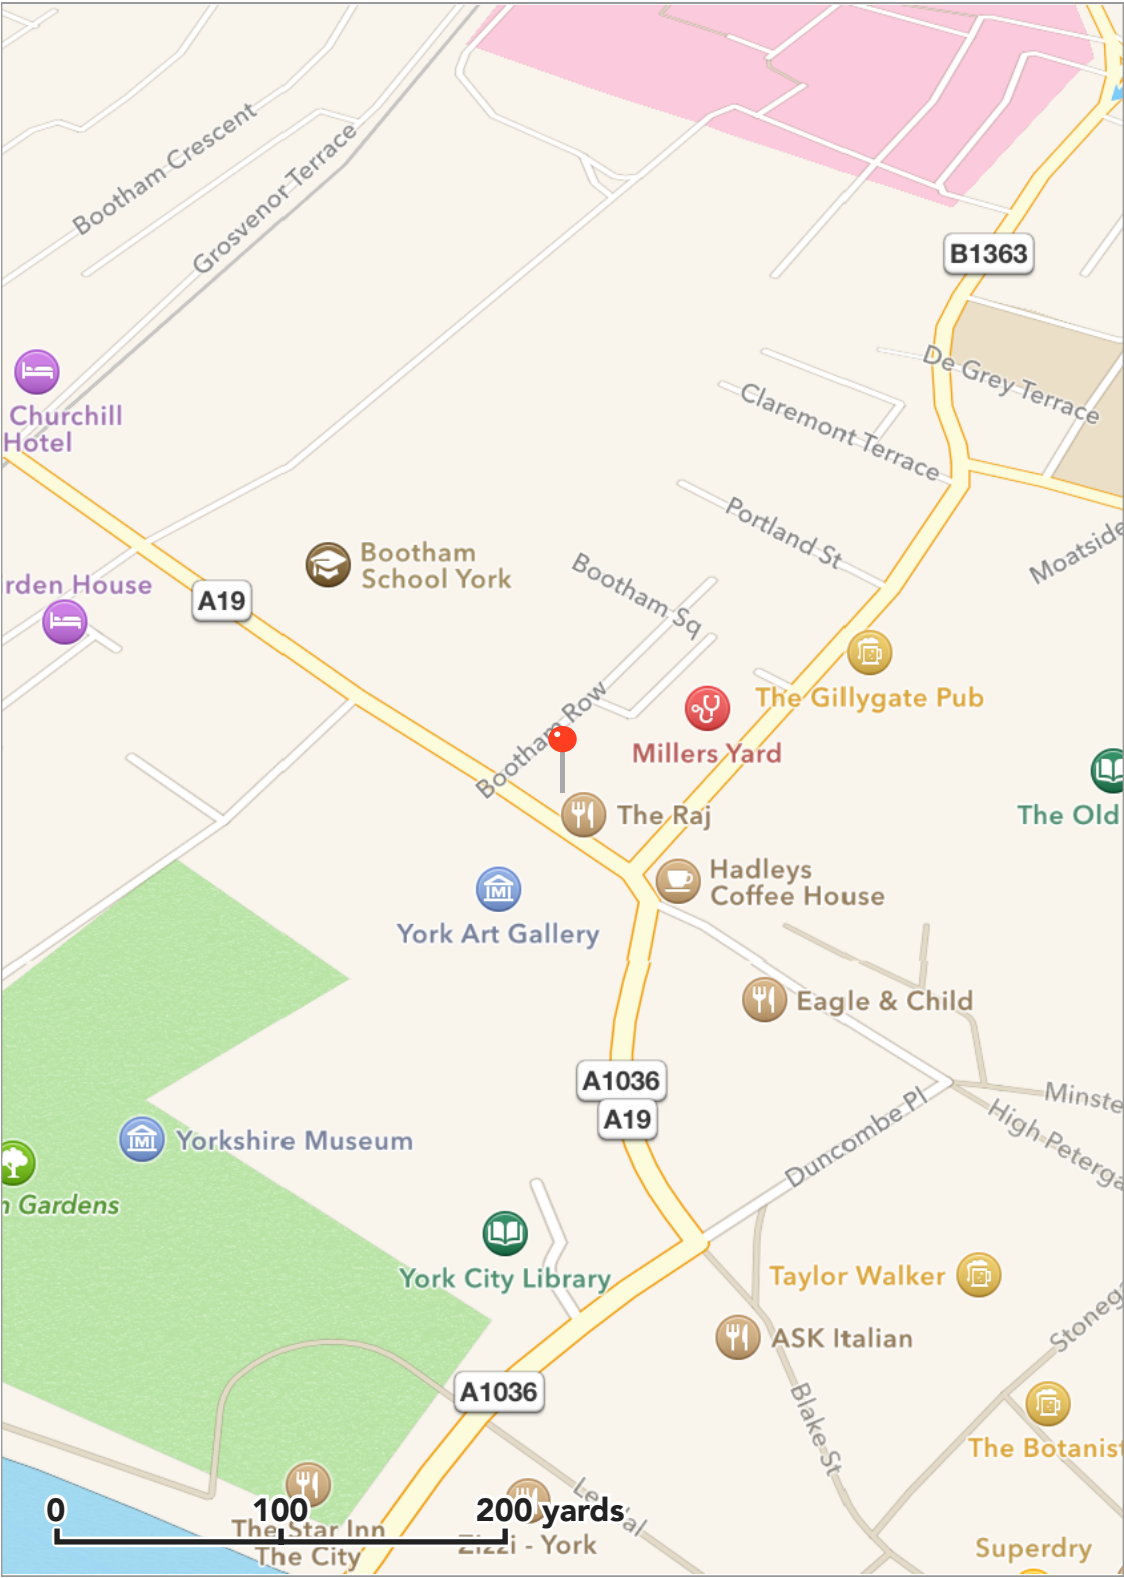 Bootham Crescent
Grosvenor Terrace
B1363
De Grey Terrace
Churchill
Hotel
Claremont Terrace
Portland St
Moatside
Bootham
School York
Bootham Sq
rden House
A19
The Gillygate Pub
Bootham Row
Millers Yard
The Raj
The Old
Hadleys
Coffee House
York Art Gallery
Eagle & Child
A1036
A19
Minste
High Peterga
Duncombe Pl
Yorkshire Museum
n Gardens
York City Library
Taylor Walker
ASK Italian
Stoneg
A1036
Blake St
The Botanist
0 100 200 yards
The Star Inn
The City
Zizzi - York
Superdry